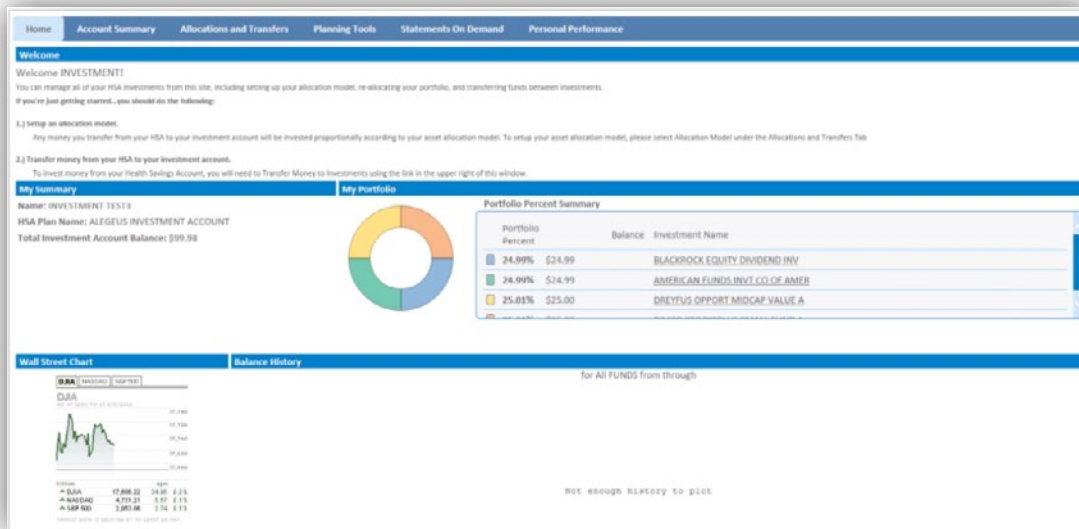 Home Account Summary Allocations and Transfers Planning Tools Statements On Demand Personal Performance
Welcome
Welcome INVESTMENT!
You can manage all of your HSA investments from this site, including setting up your allocation model, re-allocating your portfolio, and transferring funds between investments.
If you're just getting started...you should do the following:
1.) Setup an allocation model.
Any money you transfer from your HSA to your investment account will be invested proportionally according to your asset allocation model. To setup your asset allocation model, please select Allocation Model under the Allocations and Transfers Tab
2.) Transfer money from your HSA to your investment account.
To invest money from your Health Savings Account, you will need to Transfer Money to Investments using the link in the upper right of this window.
My Summary
Name: INVESTMENT
HSA Plan Name: ALEGEUS INVESTMENT ACCOUNT
Total Investment Account Balance: $99.98
My Portfolio
Portfolio Percent Summary
Portfolio Percent Balance Investment Name
24.99% $24.99 BLACKROCK EQUITY DIVIDEND INV
24.99% $24.99 AMERICAN FUNDS INVT CO OF AMER
25.01% $25.00 DREYFUS OPPORT MIDCAP VALUE A
Wall Street Chart
DJIA NASDAQ S&P 500
DJIA
DJIA
NASDAQ
S&P 500
Balance History
for All FUNDS from through
Not enough history to plot